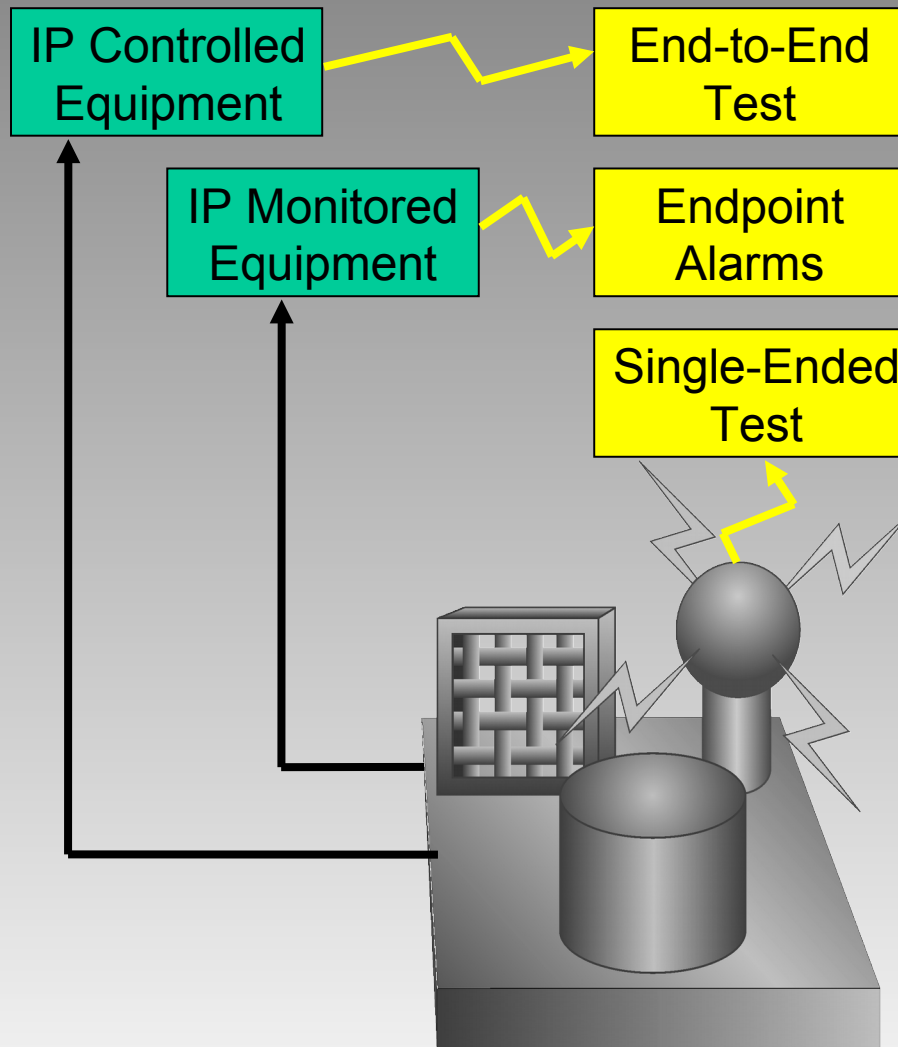 IP Controlled
Equipment
End-to-End
Test
IP Monitored
Equipment
Endpoint
Alarms
Single-Ended
Test